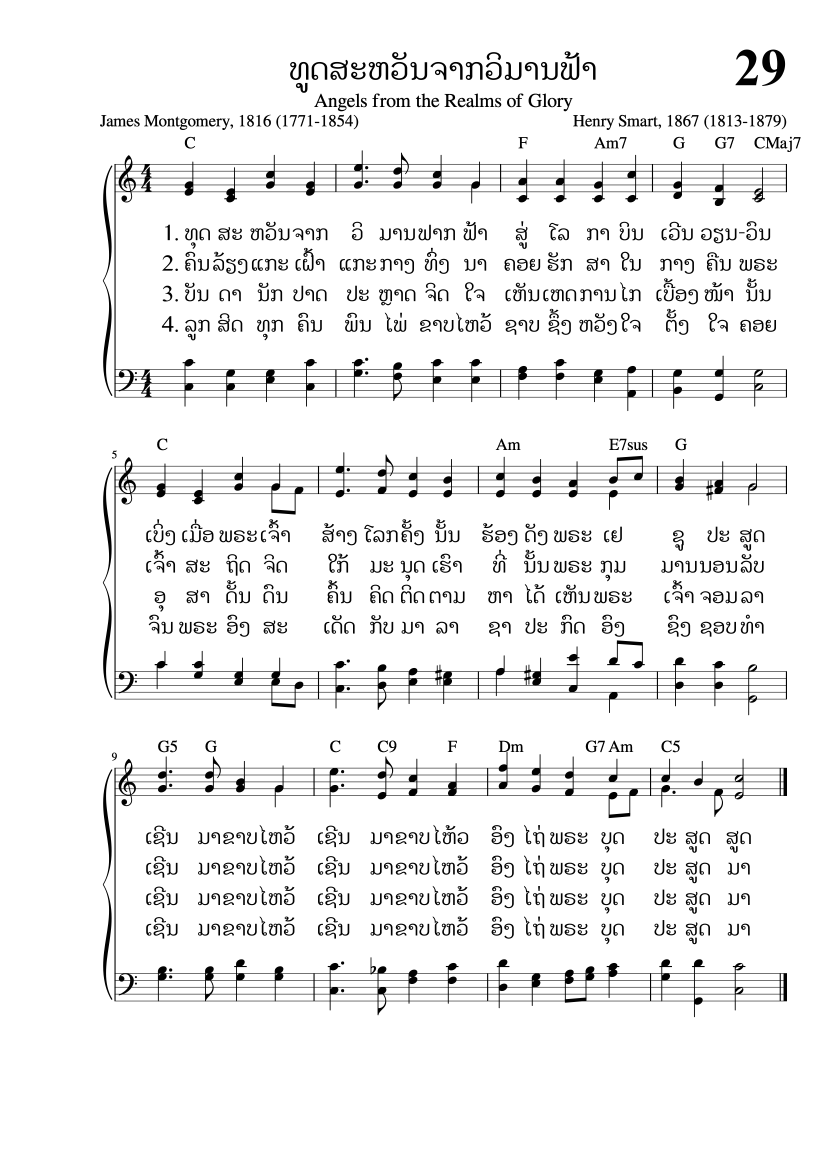 ທູດສະຫວັນຈາກວິມານຟ້າ 29
Angels from the Realms of Glory
James Montgomery, 1816 (1771-1854) Henry Smart, 1867 (1813-1879)
C F Am7 G G7 CMaj7
1. ທຸດ ສະ ຫວັນຈາກ ວິ ມານຟາກ ຟ້າ ສູ່ ໂລ ກາ ບິນ ເວີນ ວຽນ-ວົນ
2. ຄົນລ້ຽງແກະ ເຝົ້າ ແກະກາງ ທົ່ງ ນາ ຄອຍ ຮັກ ສາ ໃນ ກາງ ຄືນ ພຣະ
3. ບັນ ດາ ນັກ ປາດ ປະ ຫຼາດ ຈິດ ໃຈ ເຫັນເຫດການໄກ ເບື້ອງ ໜ້າ ນັ້ນ
4. ລູກ ສິດ ທຸກ ຄົນ ພົນ ໄພ່ ຂາບໄຫວ້ ຊາບ ຊຶ້ງ ຫວັງໃຈ ຕັ້ງ ໃຈ ຄອຍ
5 C Am E7sus G
ເບິ່ງ ເມື່ອ ພຣະເຈົ້າ ສ້າງ ໂລກຄັ້ງ ນັ້ນ ຮ້ອງ ດັງ ພຣະ ເຢ ຊູ ປະ ສູດ
ເຈົ້າ ສະ ຖິດ ຈິດ ໃກ້ ມະ ນຸດ ເຮົາ ທີ່ ນັ້ນ ພຣະ ກຸມ ມານນອນລັບ
ອຸ ສາ ດັ້ນ ດົນ ຄົ້ນ ຄິດ ຕິດຕາມ ຫາ ໄດ້ ເຫັນພຣະ ເຈົ້າ ຈອມລາ
ຈົນ ພຣະ ອົງ ສະ ເດັດ ກັບ ມາ ລາ ຊາ ປະ ກົດ ອົງ ຊົງ ຊອບທຳ
9 G5 G C C9 F Dm G7 Am C5
ເຊີນ ມາຂາບໄຫວ້ ເຊີນ ມາຂາບໄຫ້ວ ອົງ ໄຖ່ ພຣະ ບຸດ ປະ ສູດ ສູດ
ເຊີນ ມາຂາບໄຫວ້ ເຊີນ ມາຂາບໄຫວ້ ອົງ ໄຖ່ ພຣະ ບຸດ ປະ ສູດ ມາ
ເຊີນ ມາຂາບໄຫວ້ ເຊີນ ມາຂາບໄຫວ້ ອົງ ໄຖ່ ພຣະ ບຸດ ປະ ສູດ ມາ
ເຊີນ ມາຂາບໄຫວ້ ເຊີນ ມາຂາບໄຫວ້ ອົງ ໄຖ່ ພຣະ ບຸດ ປະ ສູດ ມາ